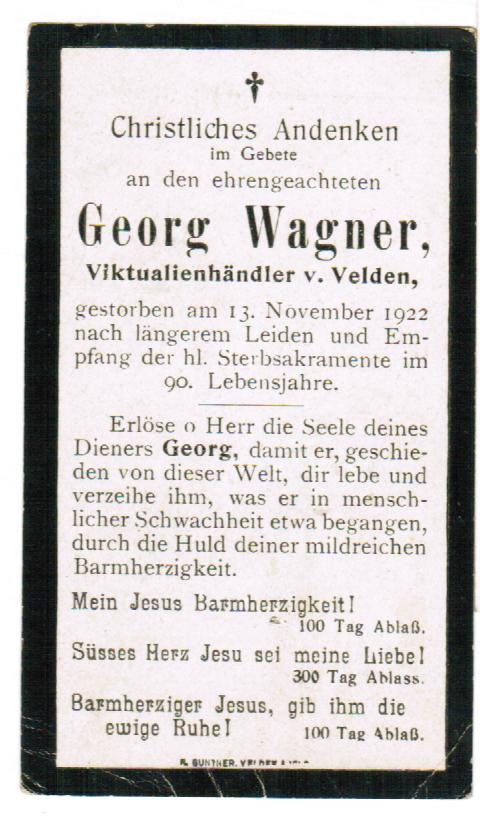 Christliches Andenken
im Gebete
an den ehrengeachteten
Georg Wagner,
Viktualienhändler v. Velden,
gestorben am 13. November 1922
nach längerem Leiden und Em-
pfang der hl. Sterbsakramente im
90. Lebensjahre.
Erlöse o Herr die Seele deines
Dieners Georg, damit er, geschie-
den von dieser Welt, dir lebe und
verzeihe ihm, was er in mensch-
licher Schwachheit etwa begangen,
durch die Huld deiner mildreichen
Barmherzigkeit.
Mein Jesus Barmherzigkeit!
100 Tag Ablaß.
Süsses Herz Jesu sei meine Liebe!
300 Tag Ablass.
Barmherziger Jesus, gib ihm die
ewige Ruhe! 100 Tag Ablaß.
GUNTNER, VELDEN